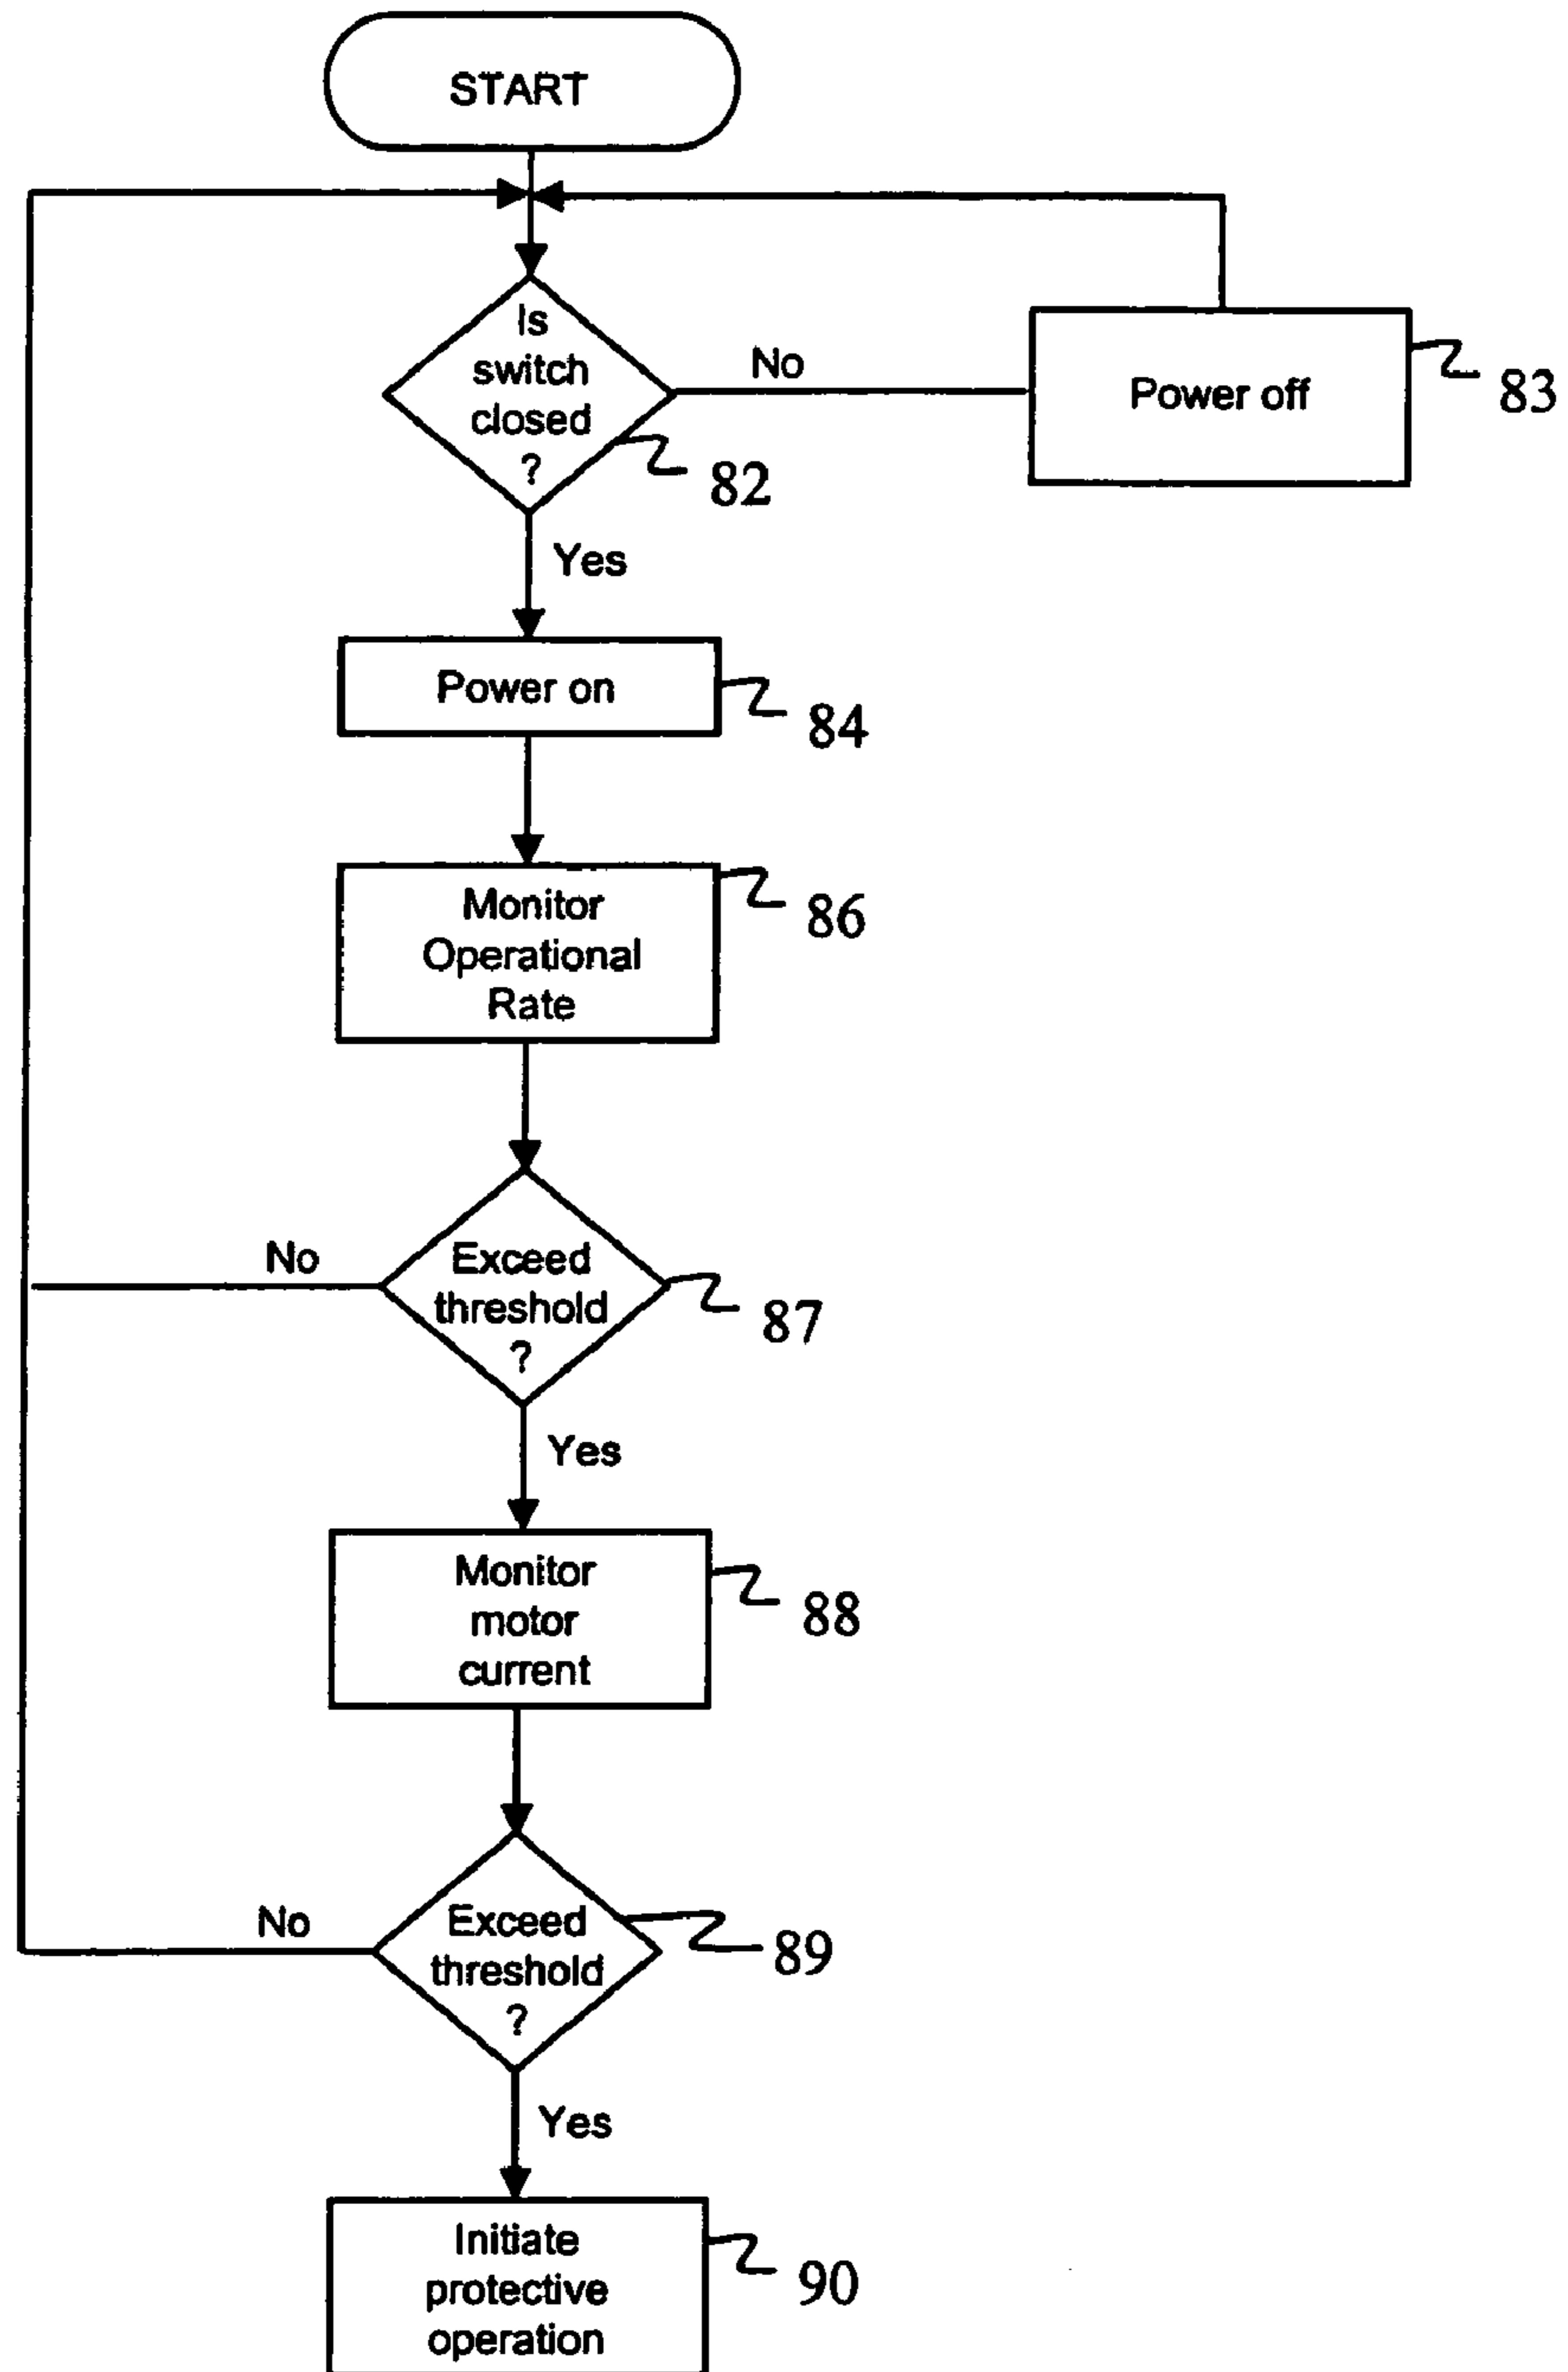 START
Is
switch
closed
?
82
No
Power off
83
Yes
Power on
84
Monitor
Operational
Rate
86
Exceed
threshold
?
87
No
Yes
Monitor
motor
current
88
Exceed
threshold
?
89
No
Yes
Initiate
protective
operation
90